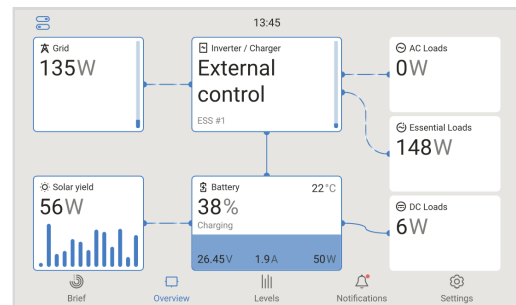 13:45
Grid
135W
Inverter / Charger
External
control
ESS #1
AC Loads
0W
Essential Loads
148W
Solar yield
56W
Battery
22°C
38%
Charging
26.45V
1.9A
50W
DC Loads
6W
Brief
Overview
Levels
Notifications
Settings